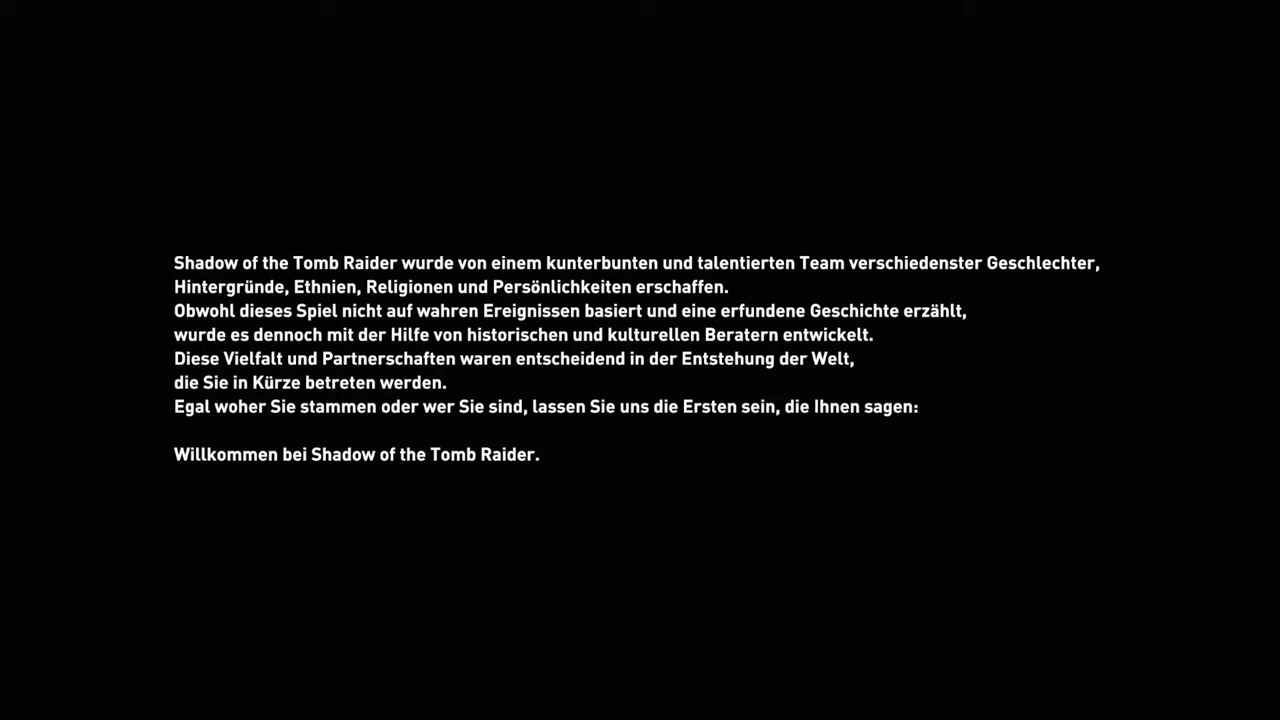 Shadow of the Tomb Raider wurde von einem kunterbunten und talentierten Team verschiedenster Geschlechter,
Hintergründe, Ethnien, Religionen und Persönlichkeiten erschaffen.
Obwohl dieses Spiel nicht auf wahren Ereignissen basiert und eine erfundene Geschichte erzählt,
wurde es dennoch mit der Hilfe von historischen und kulturellen Beratern entwickelt.
Diese Vielfalt und Partnerschaften waren entscheidend in der Entstehung der Welt,
die Sie in Kürze betreten werden.
Egal woher Sie stammen oder wer Sie sind, lassen Sie uns die Ersten sein, die Ihnen sagen:
Willkommen bei Shadow of the Tomb Raider.